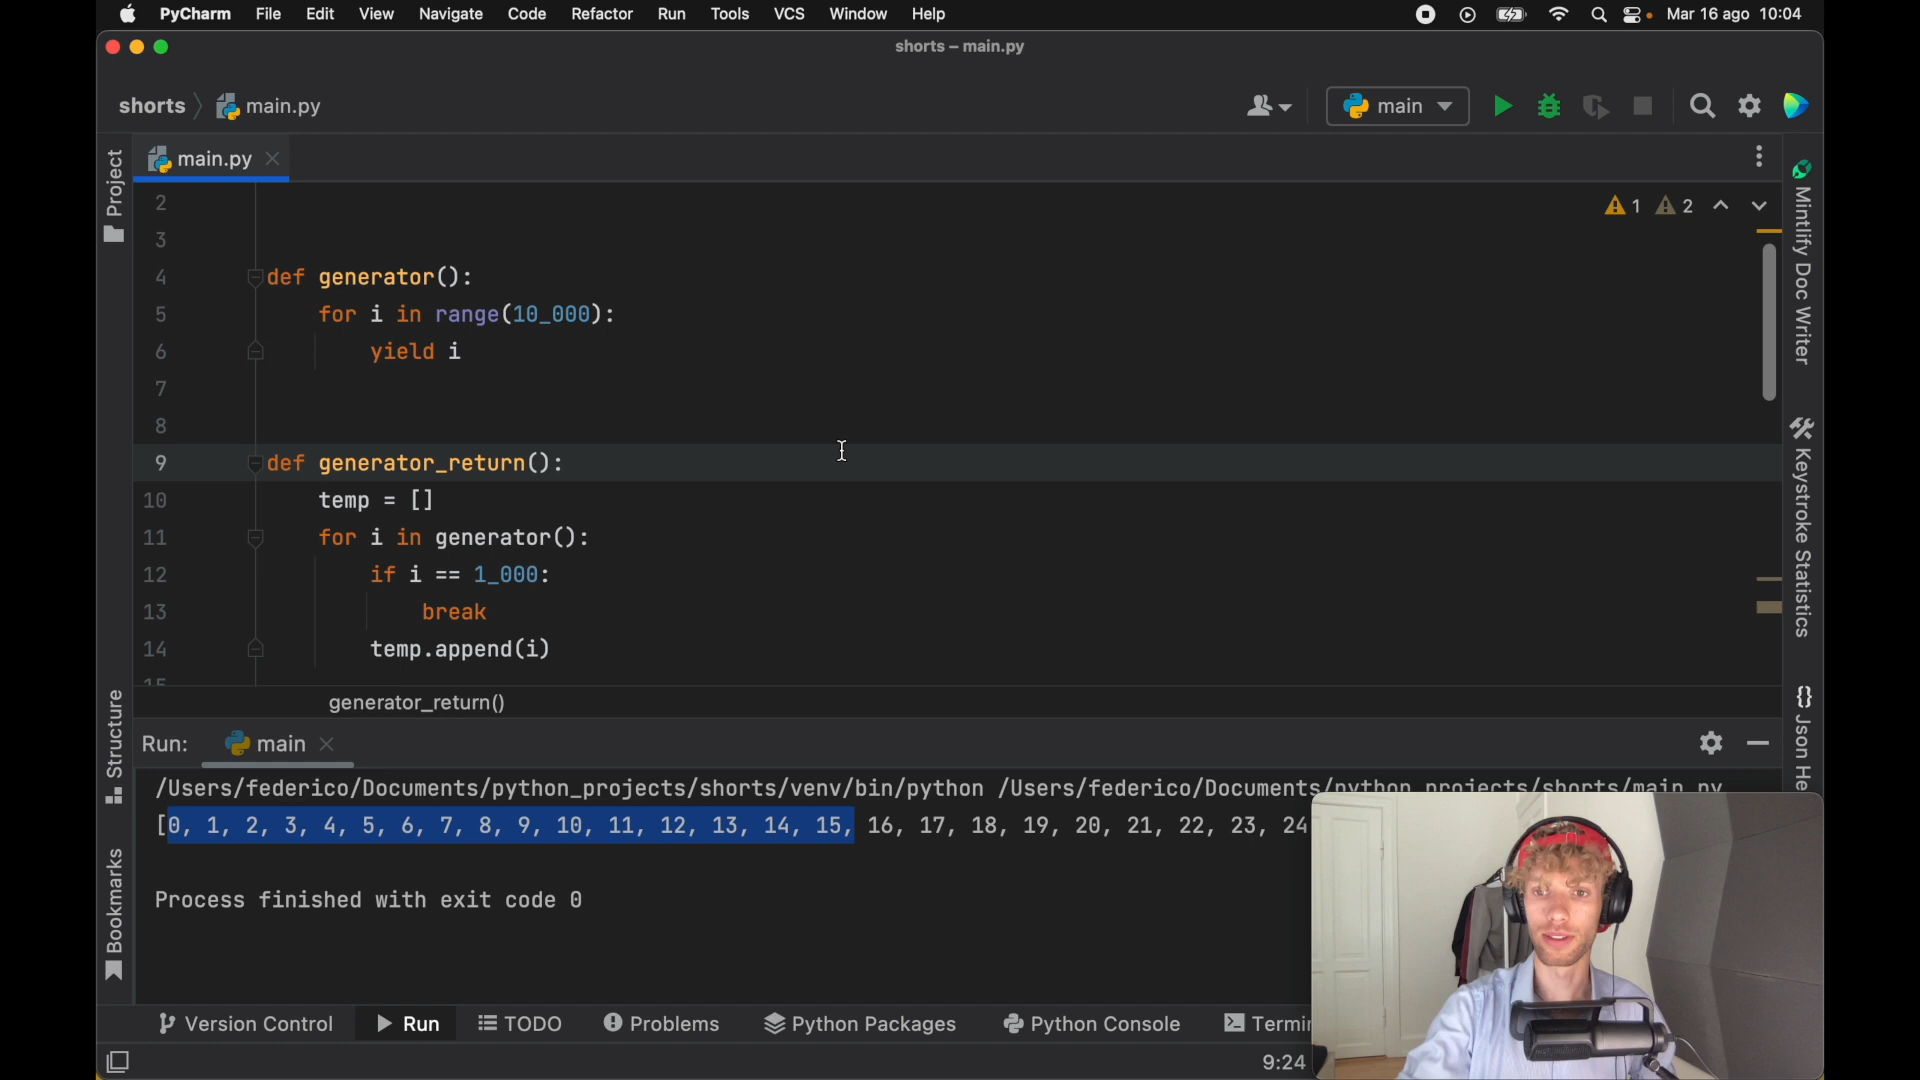 PyCharm File Edit View Navigate Code Refactor Run Tools VCS Window Help Mar 16 ago 10:04
shorts – main.py
shorts main.py main
main.py
Project
1 2
2
3
4 def generator():
5 for i in range(10_000):
6 yield i
7
8
9 def generator_return():
10 temp = []
11 for i in generator():
12 if i == 1_000:
13 break
14 temp.append(i)
15
generator_return()
Mintlify Doc Writer
Keystroke Statistics
{} Json He
Structure
Bookmarks
Run: main
/Users/federico/Documents/python_projects/shorts/venv/bin/python /Users/federico/Documents/python_projects/shorts/main.py
[0, 1, 2, 3, 4, 5, 6, 7, 8, 9, 10, 11, 12, 13, 14, 15, 16, 17, 18, 19, 20, 21, 22, 23, 24
Process finished with exit code 0
Version Control Run TODO Problems Python Packages Python Console Termi
9:24